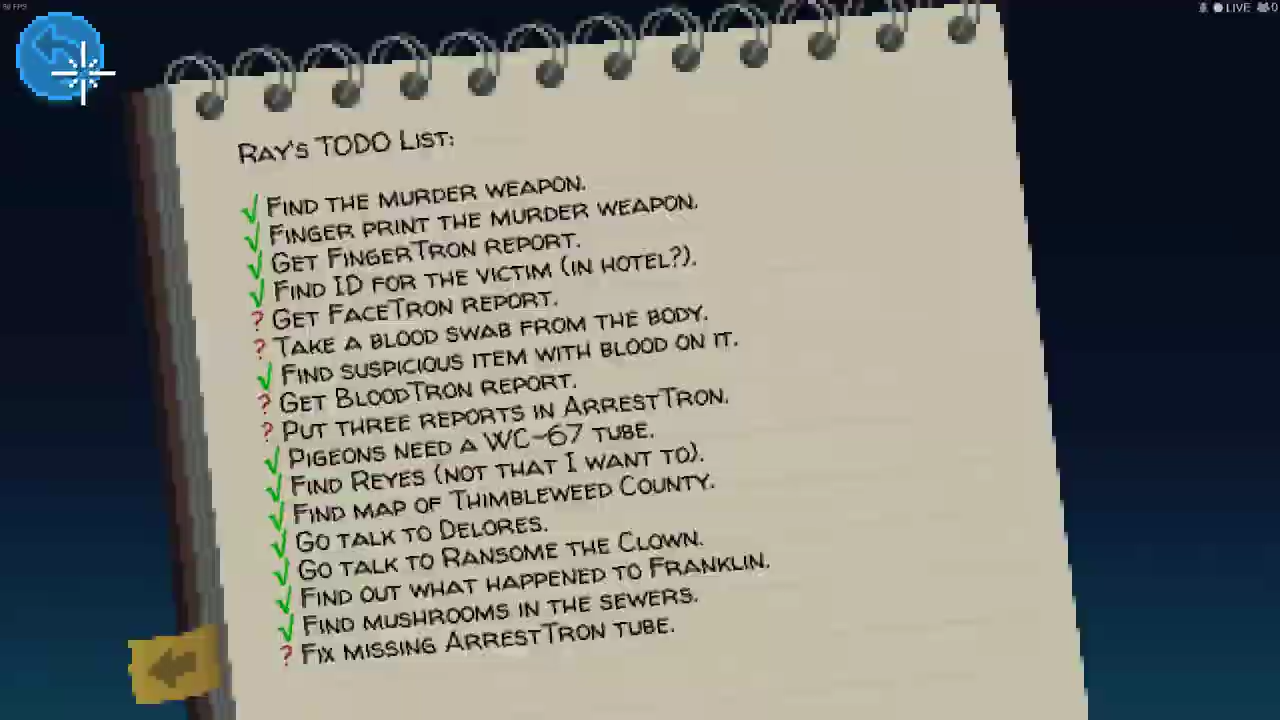 50 FPS
LIVE 0
Ray's TODO List:
√ Find the murder weapon.
√ Finger print the murder weapon.
√ Get FingerTron report.
√ Find ID for the victim (in hotel?).
? Get FaceTron report.
? Take a blood swab from the body.
√ Find suspicious item with blood on it.
? Get BloodTron report.
? Put three reports in ArrestTron.
√ Pigeons need a WC-67 tube.
√ Find Reyes (not that I want to).
√ Find map of Thimbleweed County.
√ Go talk to Delores.
√ Go talk to Ransome the Clown.
√ Find out what happened to Franklin.
√ Find mushrooms in the sewers.
? Fix missing ArrestTron tube.